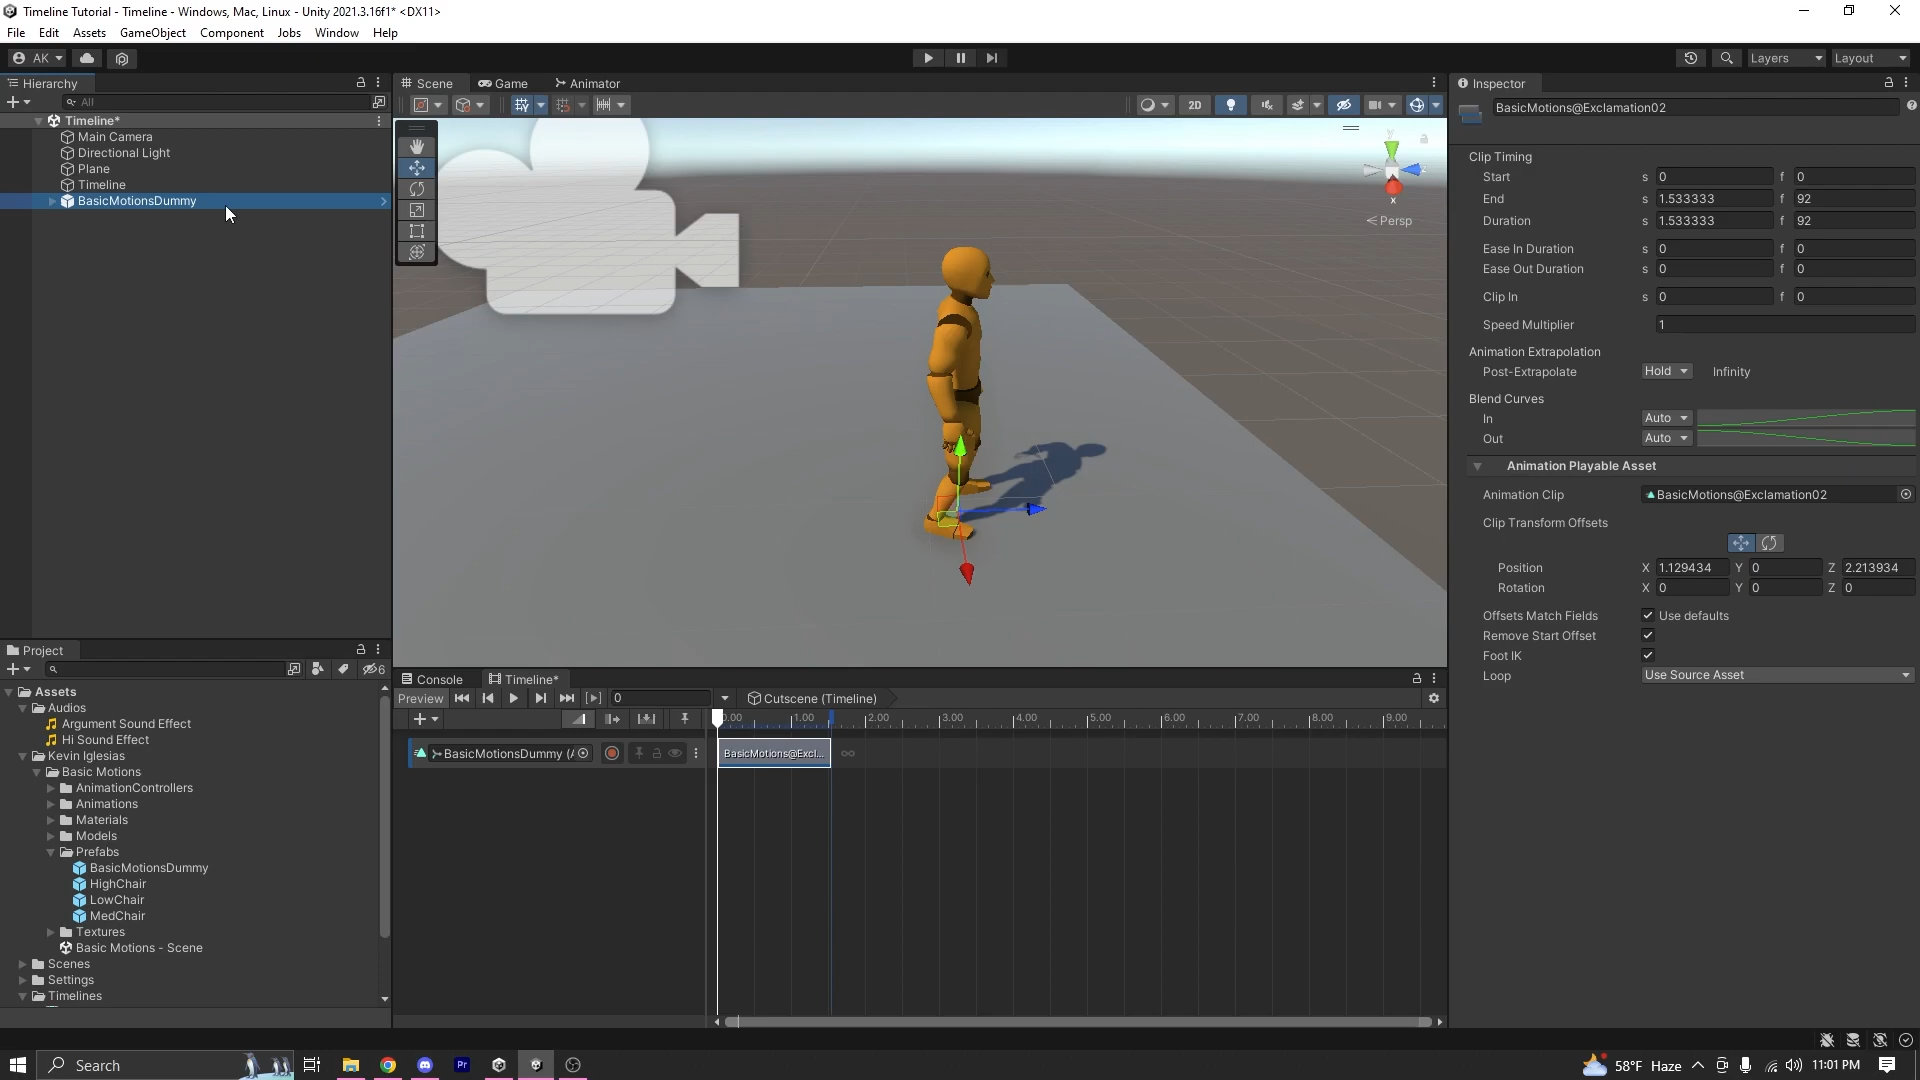 Timeline Tutorial - Timeline - Windows, Mac, Linux - Unity 2021.3.16f1* <DX11>
File Edit Assets GameObject Component Jobs Window Help
AK Layers Layout
Hierarchy
All
Timeline*
Main Camera
Directional Light
Plane
Timeline
BasicMotionsDummy
Scene Game Animator
2D
y
x
Persp
Inspector
BasicMotions@Exclamation02
Clip Timing
Start s 0 f 0
End s 1.533333 f 92
Duration s 1.533333 f 92
Ease In Duration s 0 f 0
Ease Out Duration s 0 f 0
Clip In s 0 f 0
Speed Multiplier 1
Animation Extrapolation
Post-Extrapolate Hold Infinity
Blend Curves
In Auto
Out Auto
Animation Playable Asset
Animation Clip BasicMotions@Exclamation02
Clip Transform Offsets
Position X 1.129434 Y 0 Z 2.213934
Rotation X 0 Y 0 Z 0
Offsets Match Fields Use defaults
Remove Start Offset
Foot IK
Loop Use Source Asset
Project
6
Assets
Audios
Argument Sound Effect
Hi Sound Effect
Kevin Iglesias
Basic Motions
AnimationControllers
Animations
Materials
Models
Prefabs
BasicMotionsDummy
HighChair
LowChair
MedChair
Textures
Basic Motions - Scene
Scenes
Settings
Timelines
Console Timeline*
Preview 0 Cutscene (Timeline)
0.00 1.00 2.00 3.00 4.00 5.00 6.00 7.00 8.00 9.00
BasicMotionsDummy (A BasicMotions@Excl...
Search Pr 58°F Haze 11:01 PM